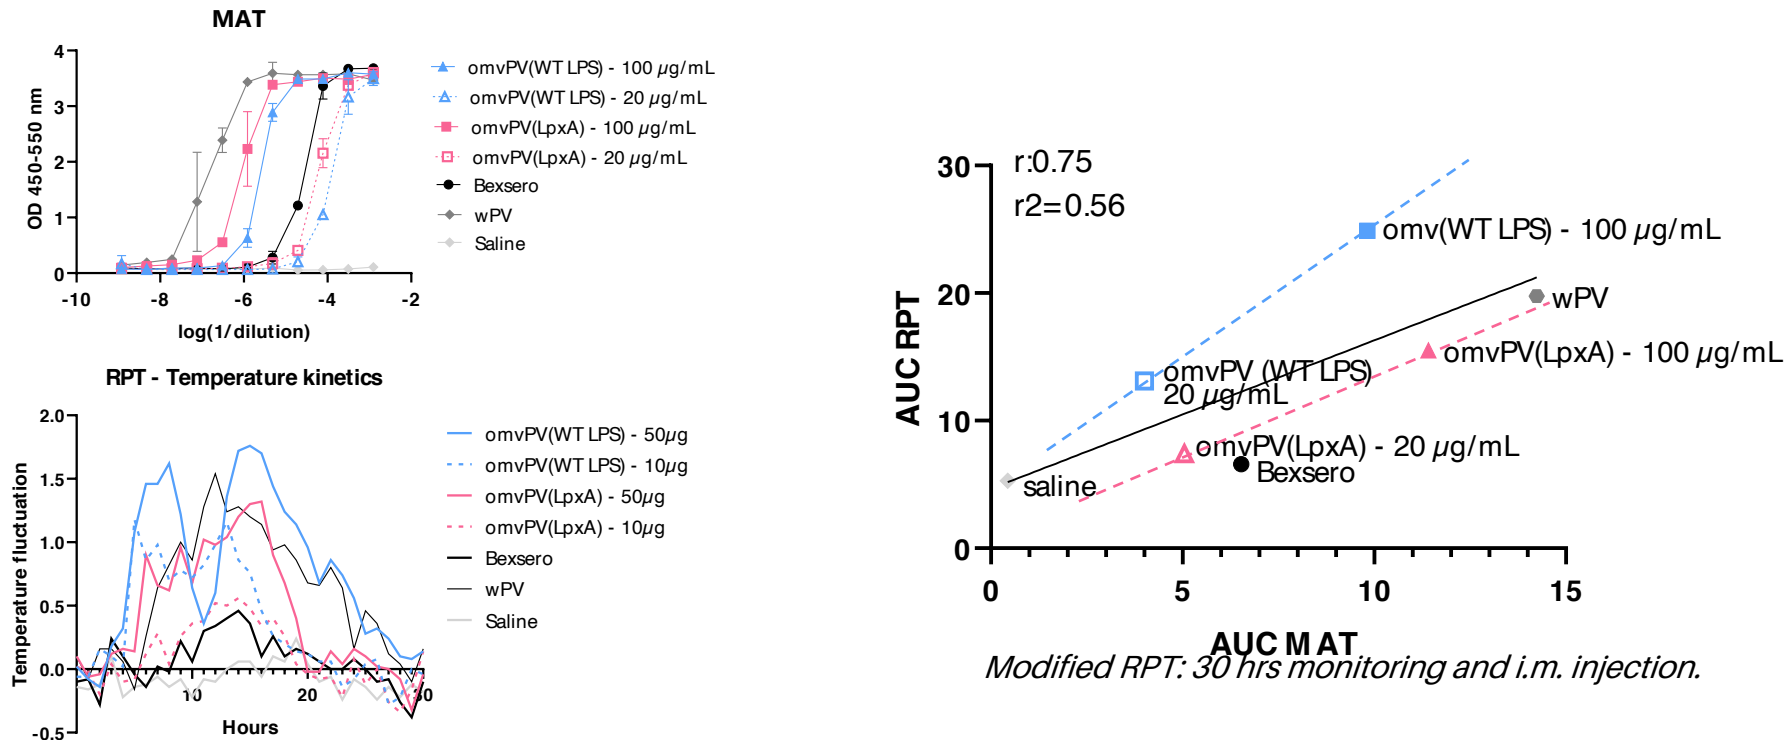 MAT
4
3
2
1
0
OD 450-550 nm
-10
-8
-6
-4
-2
log(1/dilution)
omvPV(WT LPS) - 100 µg/mL
omvPV(WT LPS) - 20 µg/mL
omvPV(LpxA) - 100 µg/mL
omvPV(LpxA) - 20 µg/mL
Bexsero
wPV
Saline
RPT - Temperature kinetics
2.0
1.5
1.0
0.5
0.0
-0.5
Temperature fluctuation
10
20
30
Hours
omvPV(WT LPS) - 50µg
omvPV(WT LPS) - 10µg
omvPV(LpxA) - 50µg
omvPV(LpxA) - 10µg
Bexsero
wPV
Saline
r:0.75
r2=0.56
30
20
10
0
AUC RPT
omv(WT LPS) - 100 µg/mL
wPV
omvPV(LpxA) - 100 µg/mL
omvPV (WT LPS)
20 µg/mL
omvPV(LpxA) - 20 µg/mL
Bexsero
saline
0
5
10
15
AUC MAT
Modified RPT: 30 hrs monitoring and i.m. injection.